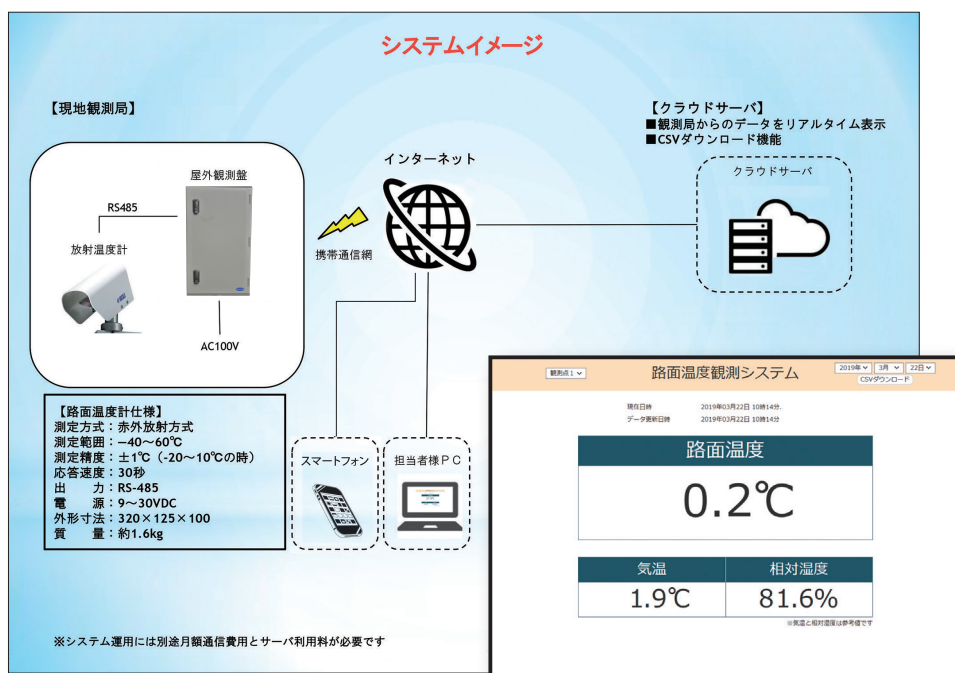 システムイメージ
【現地観測局】
屋外観測盤
RS485
放射温度計
AC100V
インターネット
携帯通信網
【クラウドサーバ】
■観測局からのデータをリアルタイム表示
■CSVダウンロード機能
クラウドサーバ
【路面温度計仕様】
測定方式：赤外放射方式
測定範囲：−40～60℃
測定精度：±1℃（-20～10℃の時）
応答速度：30秒
出　　力：RS-485
電　　源：9～30VDC
外形寸法：320×125×100
質　　量：約1.6kg
スマートフォン
担当者様ＰＣ
※システム運用には別途月額通信費用とサーバ利用料が必要です
観測点1
路面温度観測システム
2019年 3月 22日
CSVダウンロード
現在日時 2019年03月22日 10時14分.
データ更新日時 2019年03月22日 10時14分
路面温度
0.2℃
気温 相対湿度
1.9℃ 81.6%
※気温と相対湿度は参考値です